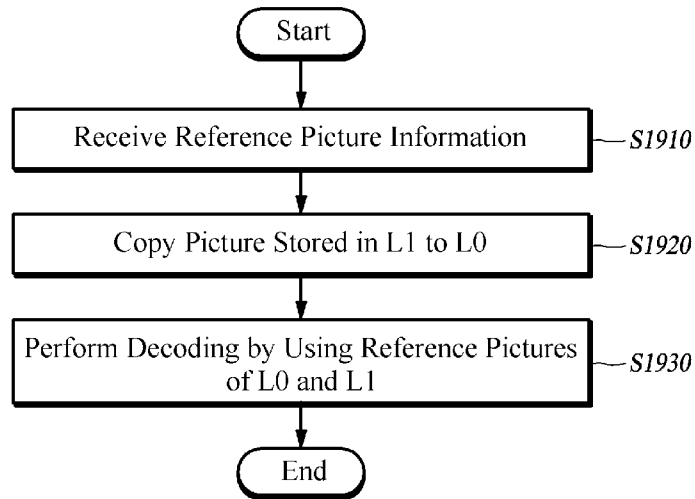 Start
Receive Reference Picture Information
S1910
Copy Picture Stored in L1 to L0
S1920
Perform Decoding by Using Reference Pictures
of L0 and L1
S1930
End